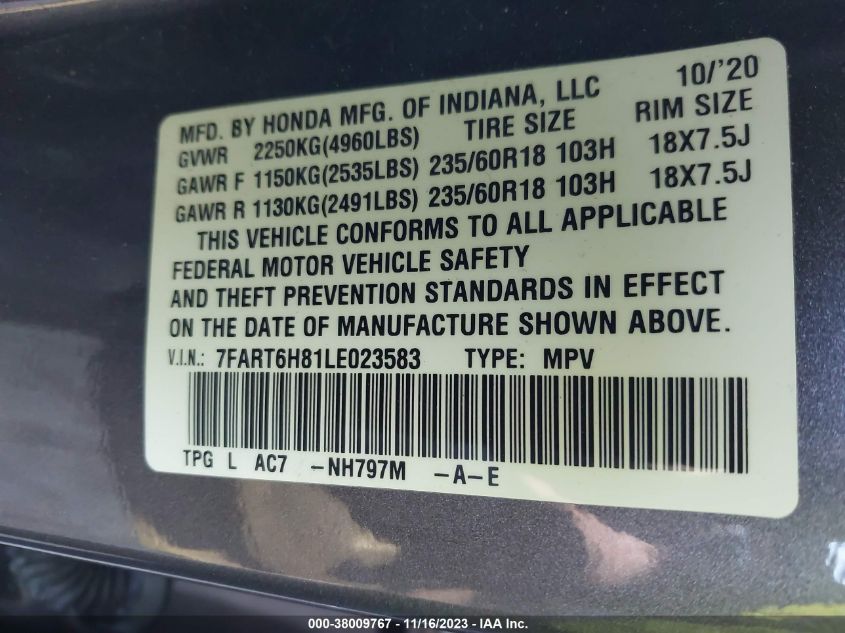 MFD. BY HONDA MFG. OF INDIANA, LLC 10/'20
GVWR 2250KG(4960LBS) TIRE SIZE RIM SIZE
GAWR F 1150KG(2535LBS) 235/60R18 103H 18X7.5J
GAWR R 1130KG(2491LBS) 235/60R18 103H 18X7.5J
THIS VEHICLE CONFORMS TO ALL APPLICABLE
FEDERAL MOTOR VEHICLE SAFETY
AND THEFT PREVENTION STANDARDS IN EFFECT
ON THE DATE OF MANUFACTURE SHOWN ABOVE.
V.I.N.: 7FART6H81LE023583 TYPE: MPV
TPG L AC7 -NH797M -A-E
000-38009767 - 11/16/2023 - IAA Inc.